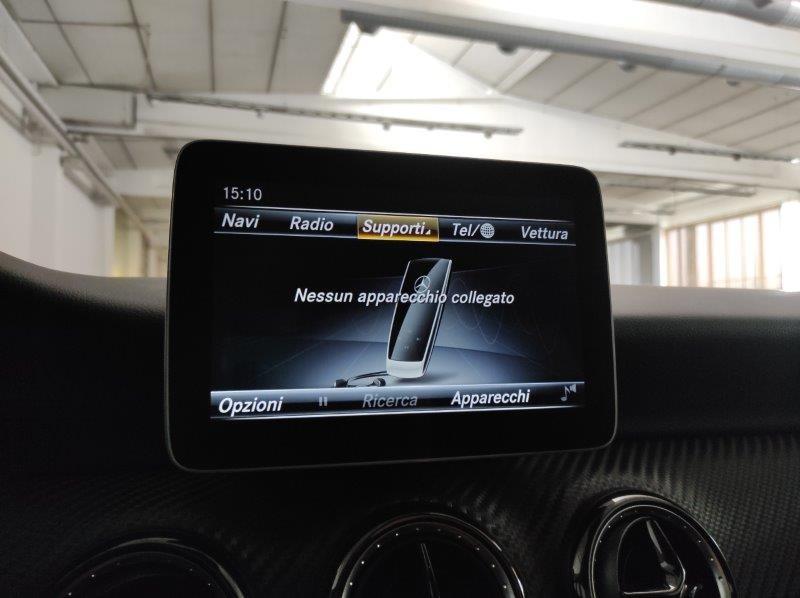 15:10
Navi Radio Supporti Tel/ Vettura
Nessun apparecchio collegato
Opzioni Ricerca Apparecchi